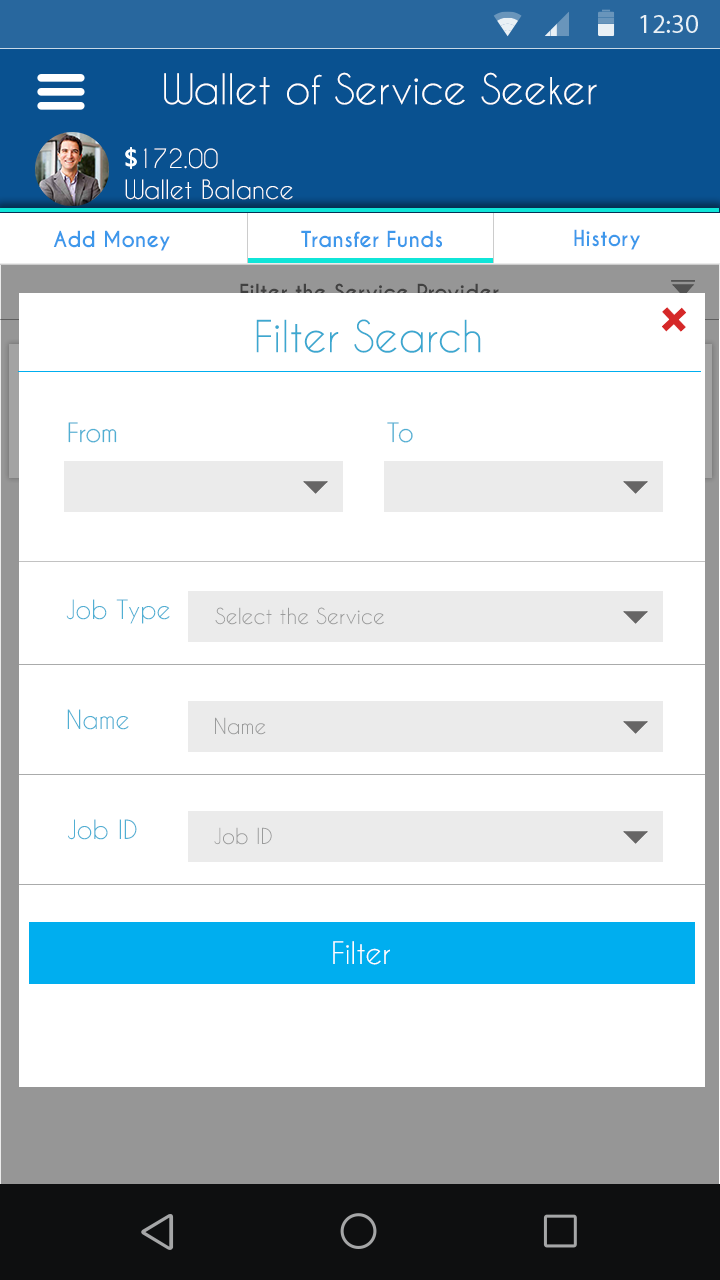 12:30
Wallet of Service Seeker
$172.00
Wallet Balance
Add Money
Transfer Funds
History
Filter the Service Provider
Filter Search
From
To
Job Type
Select the Service
Name
Name
Job ID
Job ID
Filter